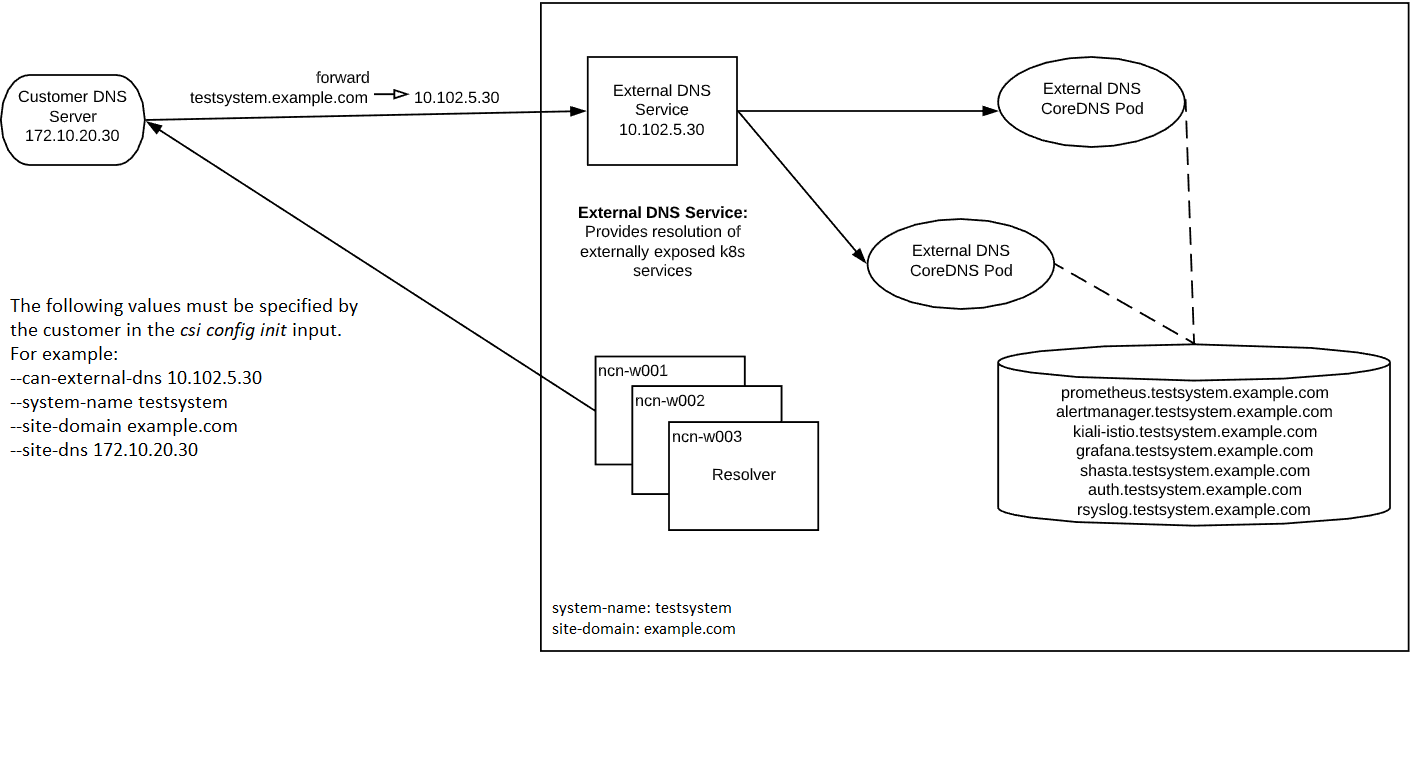 Customer DNS
Server
172.10.20.30
forward
testsystem.example.com
10.102.5.30
External DNS
Service
10.102.5.30
External DNS
CoreDNS Pod
External DNS
CoreDNS Pod
External DNS Service:
Provides resolution of
externally exposed k8s
services
The following values must be specified by
the customer in the csi config init input.
For example:
--can-external-dns 10.102.5.30
--system-name testsystem
--site-domain example.com
--site-dns 172.10.20.30
ncn-w001
ncn-w002
ncn-w003
Resolver
prometheus.testsystem.example.com
alertmanager.testsystem.example.com
kiali-istio.testsystem.example.com
grafana.testsystem.example.com
shasta.testsystem.example.com
auth.testsystem.example.com
rsyslog.testsystem.example.com
system-name: testsystem
site-domain: example.com